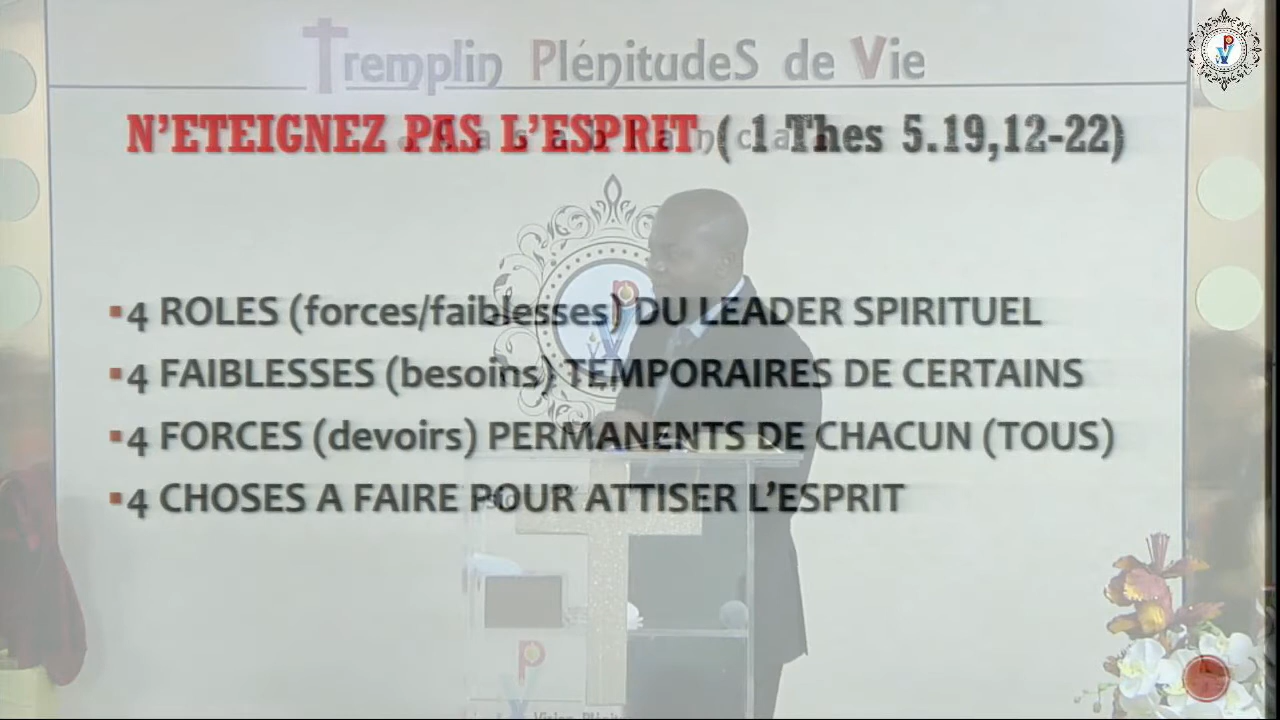 Tremplin PlénitudeS de Vie
N'ETEIGNEZ PAS L'ESPRIT ( 1 Thes 5.19,12-22)
▪4 ROLES (forces/faiblesses) DU LEADER SPIRITUEL
▪4 FAIBLESSES (besoins) TEMPORAIRES DE CERTAINS
▪4 FORCES (devoirs) PERMANENTS DE CHACUN (TOUS)
▪4 CHOSES A FAIRE POUR ATTISER L'ESPRIT